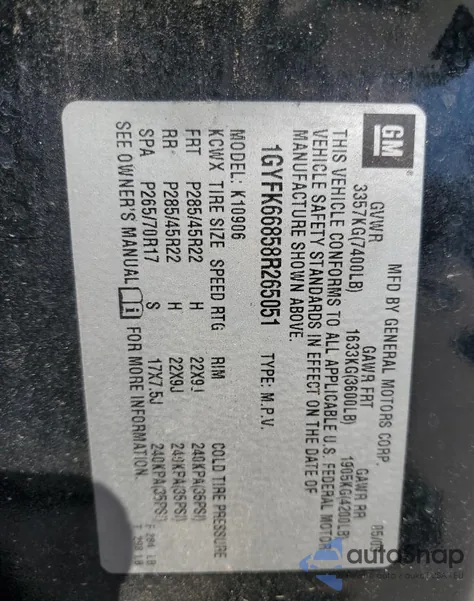 GM®
MFD BY GENERAL MOTORS CORP 05/0
GVWR GAWR FRT GAWR RR
3357KG(7400LB) 1633KG(3600LB) 1905KG(4200LB)
THIS VEHICLE CONFORMS TO ALL APPLICABLE U.S. FEDERAL MOTOR
VEHICLE SAFETY STANDARDS IN EFFECT ON THE DATE OF
MANUFACTURE SHOWN ABOVE.
1GYFK66858R265051 TYPE: M.P.V.
MODEL: K10906
KCWX TIRE SIZE SPEED RTG RIM COLD TIRE PRESSURE
FRT P285/45R22 H 22X9J 240KPA(35PSI)
RR P285/45R22 H 22X9J 240KPA(35PSI)
SPA P265/70R17 S 17X7.5J 240KPA(35PSI)
SEE OWNER'S MANUAL FOR MORE INFORMATION.
autoSnap